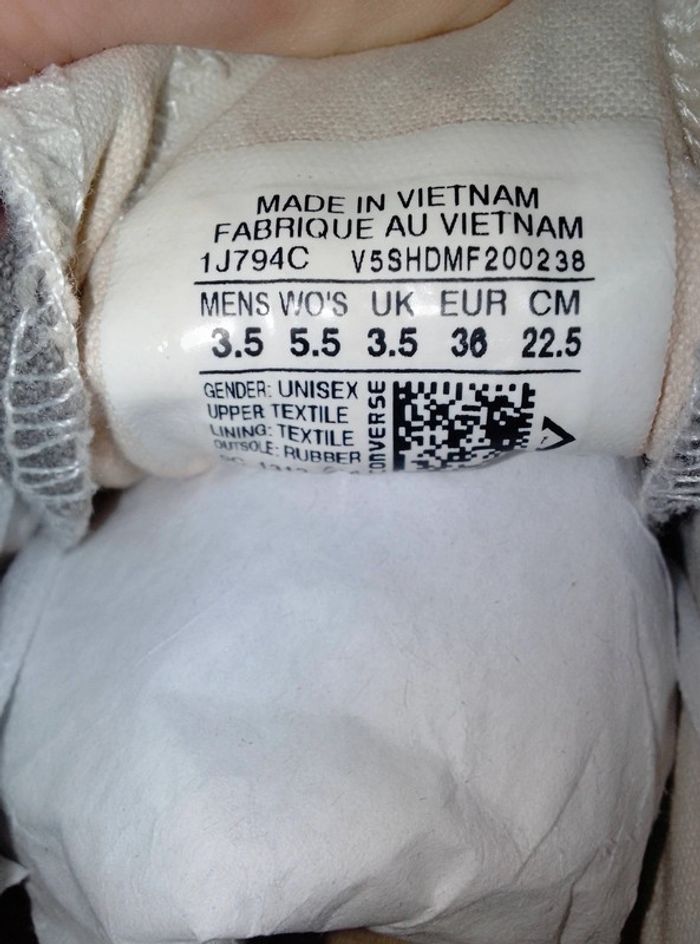 MADE IN VIETNAM
FABRIQUE AU VIETNAM
1J794C V5SHDMF200238
MENS WO'S UK EUR CM
3.5 5.5 3.5 36 22.5
GENDER: UNISEX
UPPER TEXTILE
LINING: TEXTILE
OUTSOLE: RUBBER
CONVERSE